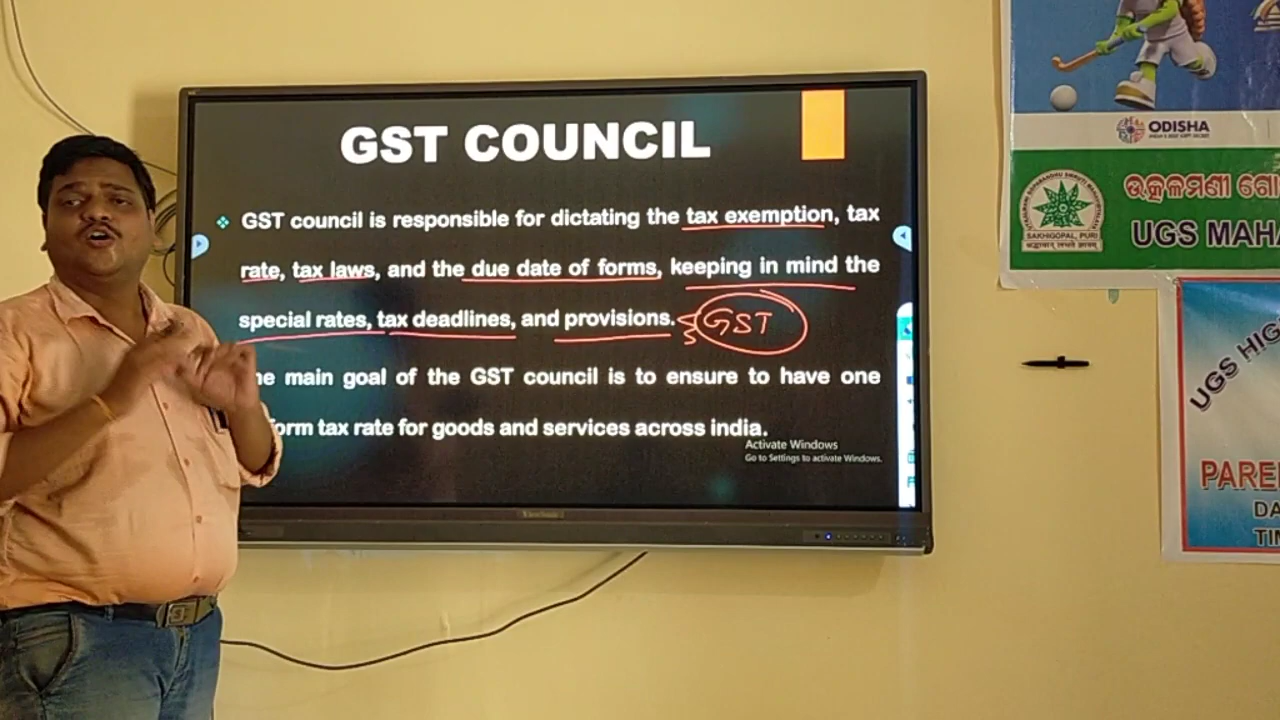 GST COUNCIL
GST council is responsible for dictating the tax exemption, tax
rate, tax laws, and the due date of forms, keeping in mind the
special rates, tax deadlines, and provisions.
GST
main goal of the GST council is to ensure to have one
tax rate for goods and services across india.
Activate Windows
Go to Settings to activate Windows.
ViewSonic
ODISHA
ଉତ୍କଳମଣୀ
SAKHIGOPAL, PURI
UGS MAHA
UGS HIG
PARE
DA
TIM